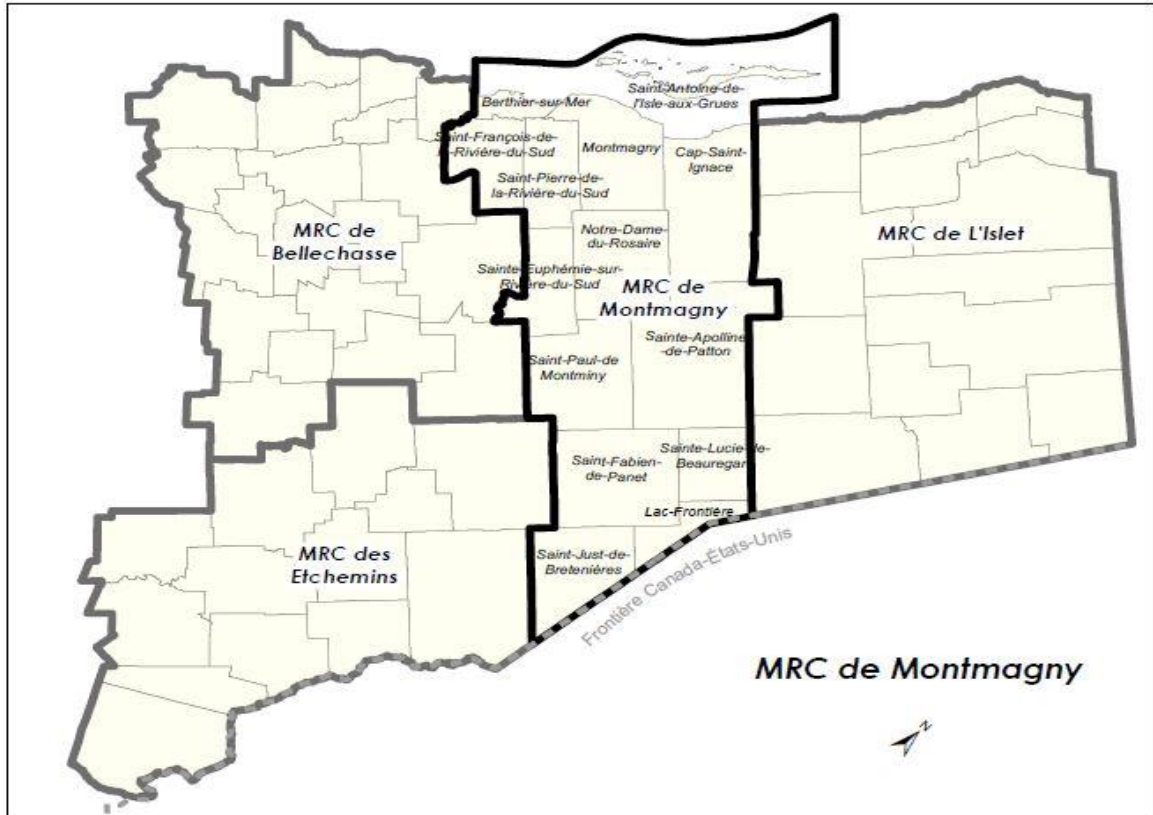 Saint-Antoine-de-
l'Isle-aux-Grues
Berthier-sur-Mer
Saint-François-de-
la-Rivière-du-Sud
Montmagny
Cap-Saint-
Ignace
Saint-Pierre-de-
la-Rivière-du-Sud
MRC de
Bellechasse
Notre-Dame-
du-Rosaire
MRC de L'Islet
Sainte-Euphémie-sur-
Rivière-du-Sud
MRC de
Montmagny
Sainte-Apolline
-de-Patton
Saint-Paul-de
Montminy
Saint-Fabien-
de-Panet
Sainte-Lucie-de-
Beauregar
Lac-Frontière
MRC des
Etchemins
Saint-Just-de-
Bretenières
Frontière Canada-États-Unis
MRC de Montmagny
N